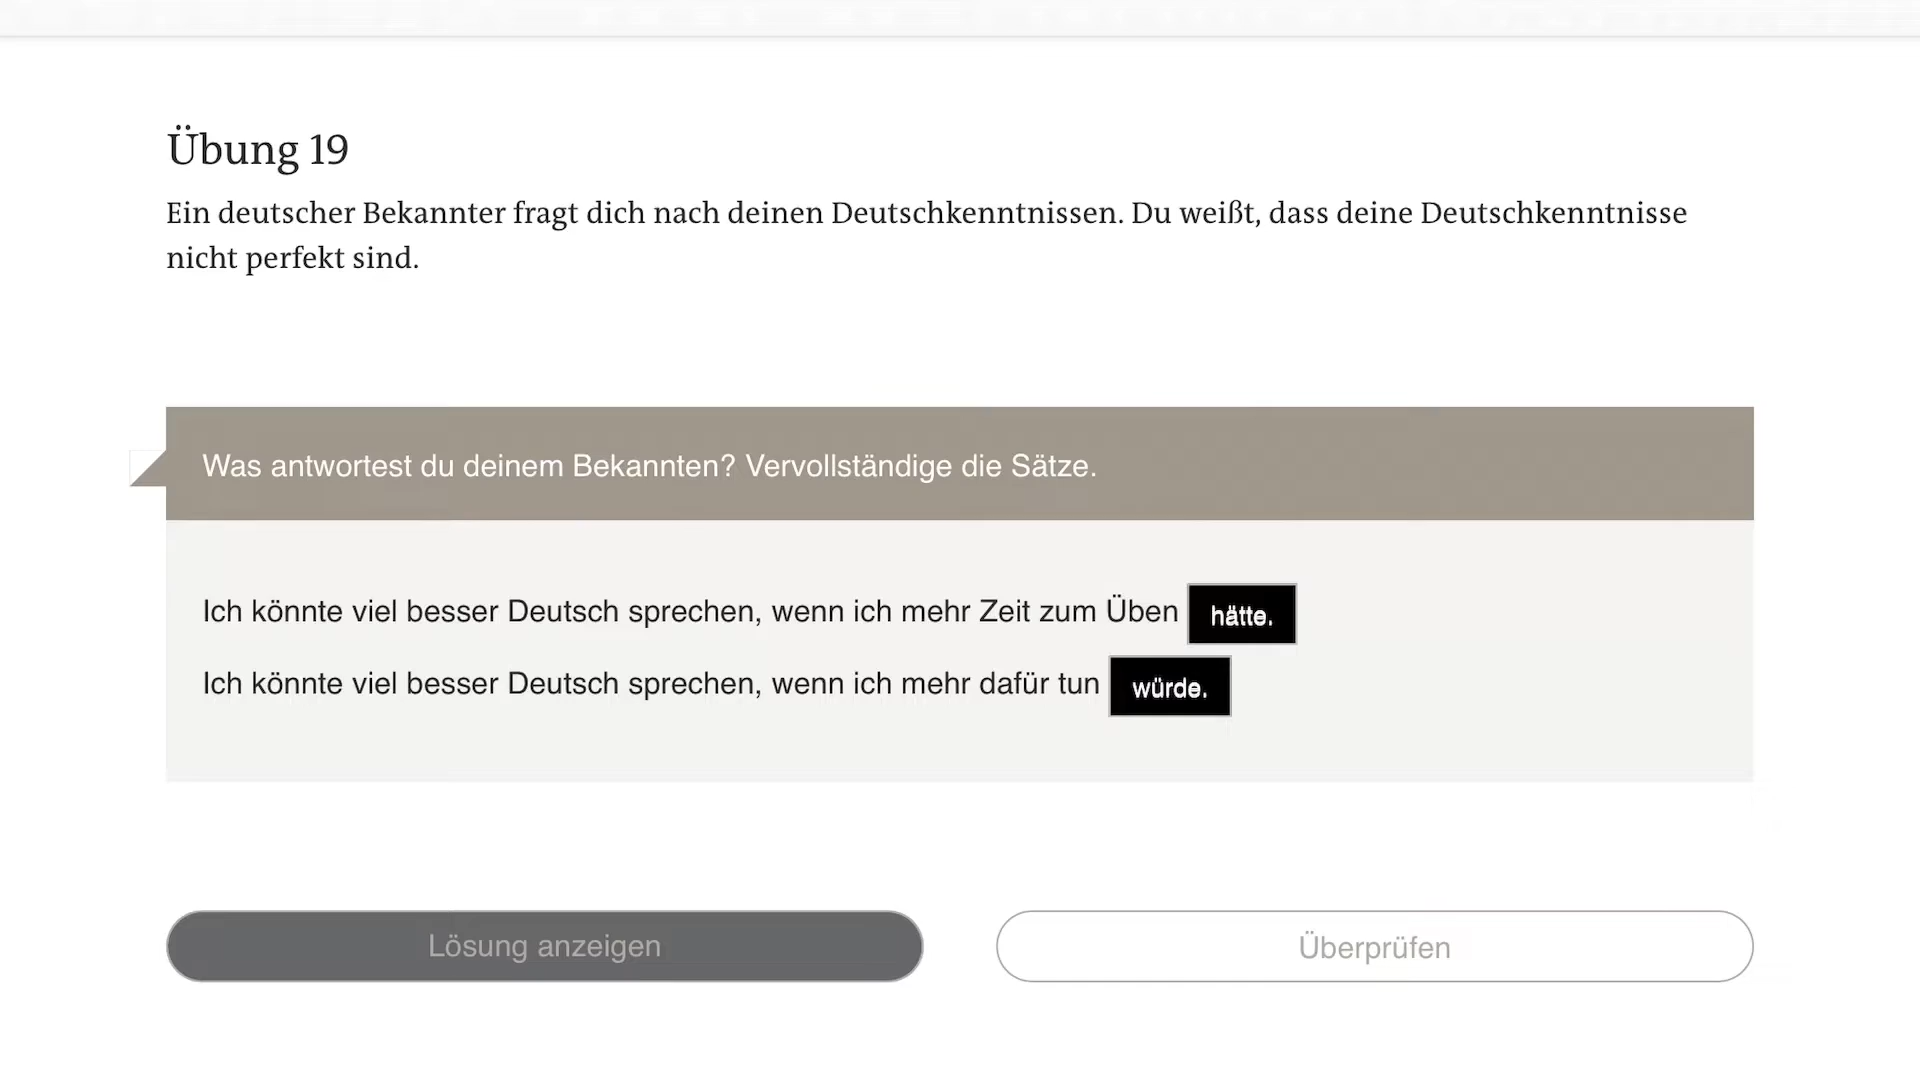 Übung 19
Ein deutscher Bekannter fragt dich nach deinen Deutschkenntnissen. Du weißt, dass deine Deutschkenntnisse
nicht perfekt sind.
Was antwortest du deinem Bekannten? Vervollständige die Sätze.
Ich könnte viel besser Deutsch sprechen, wenn ich mehr Zeit zum Üben hätte.
Ich könnte viel besser Deutsch sprechen, wenn ich mehr dafür tun würde.
Lösung anzeigen
Überprüfen